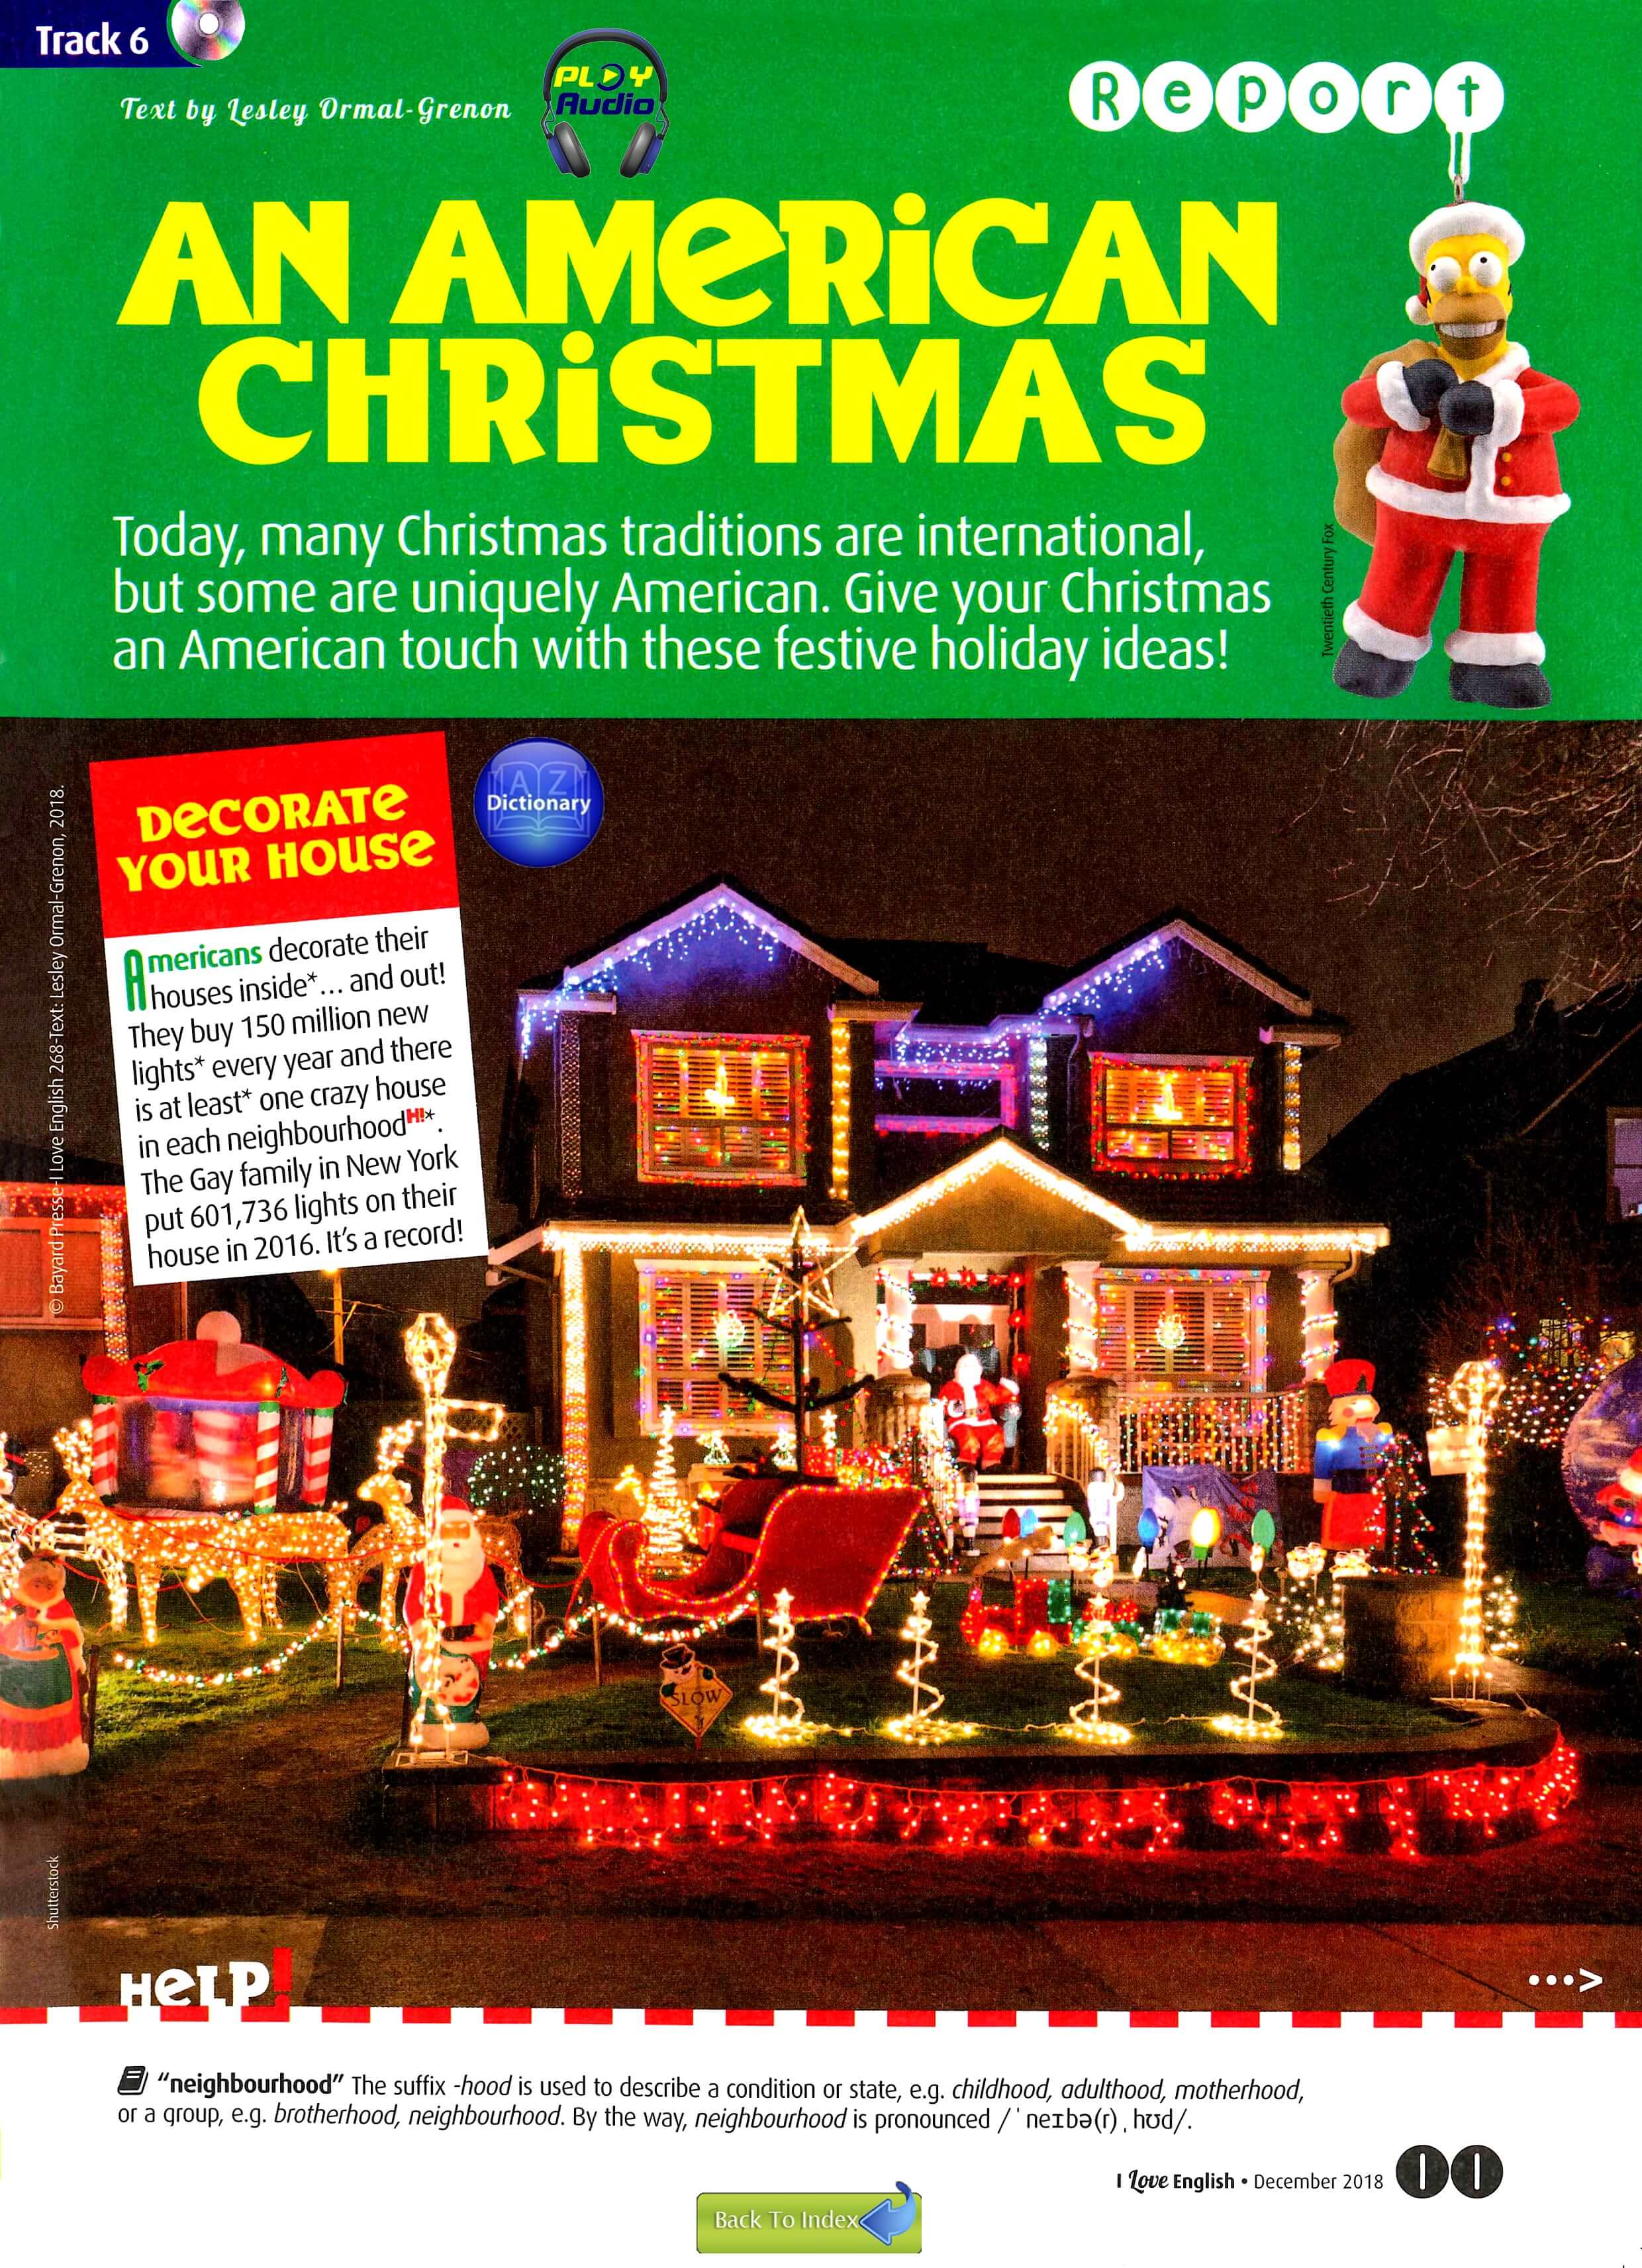 Track 6
Text by Lesley Ormal-Grenon
PLAY
Audio
Report
AN AMERICAN
CHRISTMAS
Today, many Christmas traditions are international,
but some are uniquely American. Give your Christmas
an American touch with these festive holiday ideas!
Twentieth Century Fox
DECORATE
YOUR HOUSE
A Z
Dictionary
Americans decorate their
houses inside*... and out!
They buy 150 million new
lights* every year and there
is at least* one crazy house
in each neighbourhoodH!*.
The Gay family in New York
put 601,736 lights on their
house in 2016. It's a record!
© Bayard Presse-I Love English 268-Text: Lesley Ormal-Grenon, 2018.
SLOW
Shutterstock
HELP!
...>
"neighbourhood" The suffix -hood is used to describe a condition or state, e.g. childhood, adulthood, motherhood,
or a group, e.g. brotherhood, neighbourhood. By the way, neighbourhood is pronounced /ˈneɪbə(r)ˌhʊd/.
I Love English • December 2018 11
Back To Index